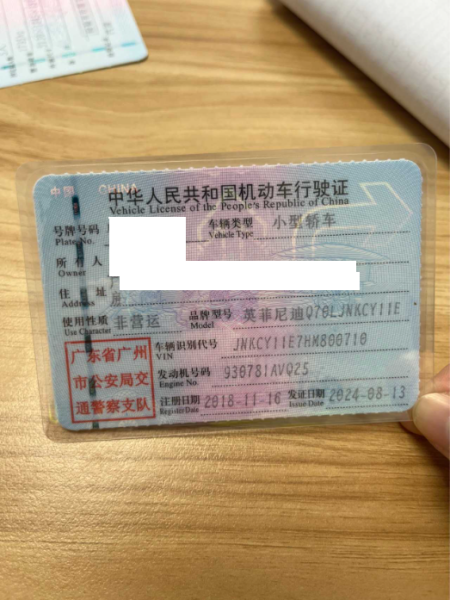 中国 CHINA
中华人民共和国机动车行驶证
Vehicle License of the People's Republic of China
号牌号码 车辆类型 小型轿车
Plate No. Vehicle Type
所有人
Owner
住址
Address
使用性质 非营运 品牌型号 英菲尼迪Q70LJNKCY11E
Use Character Model
车辆识别代号 JNKCY11E7HM800710
VIN
发动机号码 930781AVQ25
Engine No.
注册日期 2018-11-16 发证日期 2024-08-13
Register Date Issue Date
广东省广州
市公安局交
通警察支队